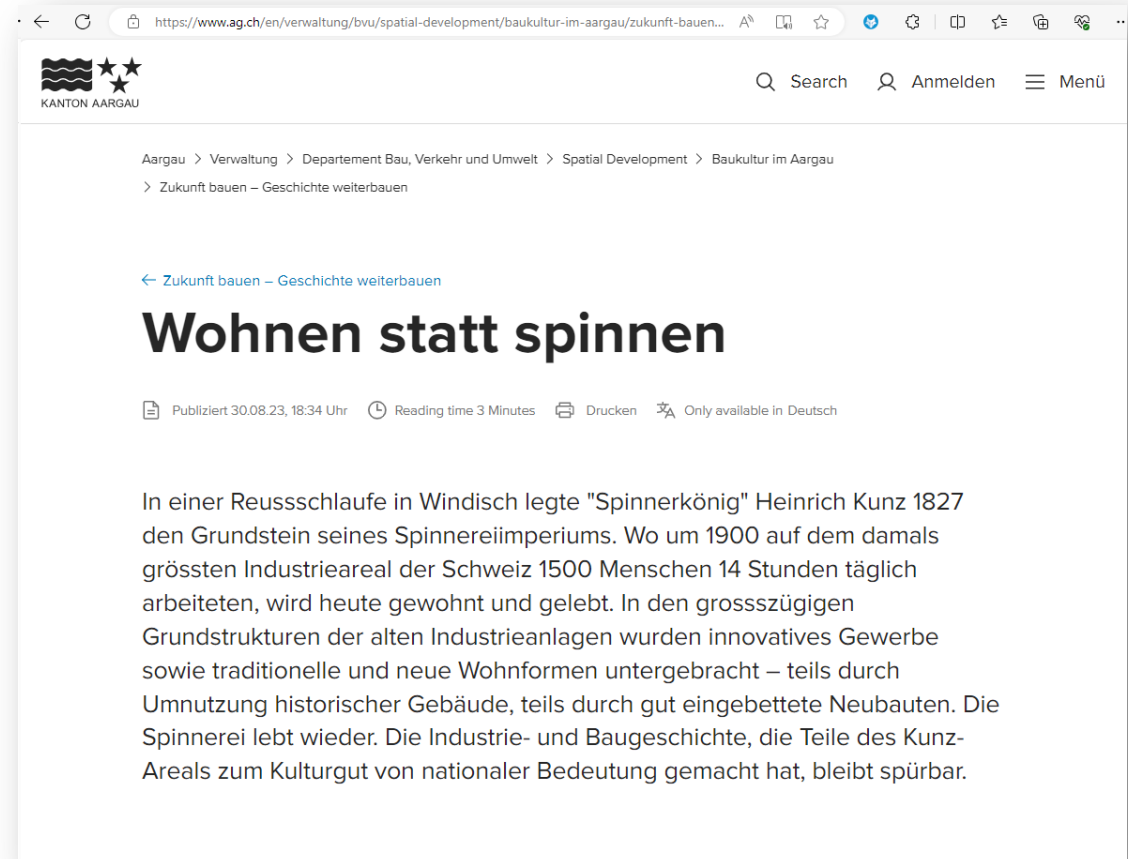 https://www.ag.ch/en/verwaltung/bvu/spatial-development/baukultur-im-aargau/zukunft-bauen...
KANTON AARGAU
Search Anmelden Menü
Aargau > Verwaltung > Departement Bau, Verkehr und Umwelt > Spatial Development > Baukultur im Aargau
> Zukunft bauen – Geschichte weiterbauen
← Zukunft bauen – Geschichte weiterbauen
Wohnen statt spinnen
Publiziert 30.08.23, 18:34 Uhr Reading time 3 Minutes Drucken Only available in Deutsch
In einer Reussschlaufe in Windisch legte "Spinnerkönig" Heinrich Kunz 1827
den Grundstein seines Spinnereiimperiums. Wo um 1900 auf dem damals
grössten Industrieareal der Schweiz 1500 Menschen 14 Stunden täglich
arbeiteten, wird heute gewohnt und gelebt. In den grossszügigen
Grundstrukturen der alten Industrieanlagen wurden innovatives Gewerbe
sowie traditionelle und neue Wohnformen untergebracht – teils durch
Umnutzung historischer Gebäude, teils durch gut eingebettete Neubauten. Die
Spinnerei lebt wieder. Die Industrie- und Baugeschichte, die Teile des Kunz-
Areals zum Kulturgut von nationaler Bedeutung gemacht hat, bleibt spürbar.